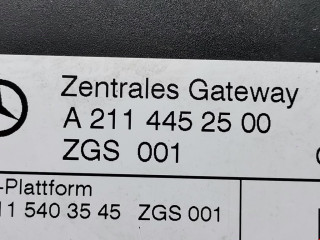 Zentrales Gateway
A 211 445 25 00
ZGS 001
-Plattform
11 540 35 45 ZGS 001